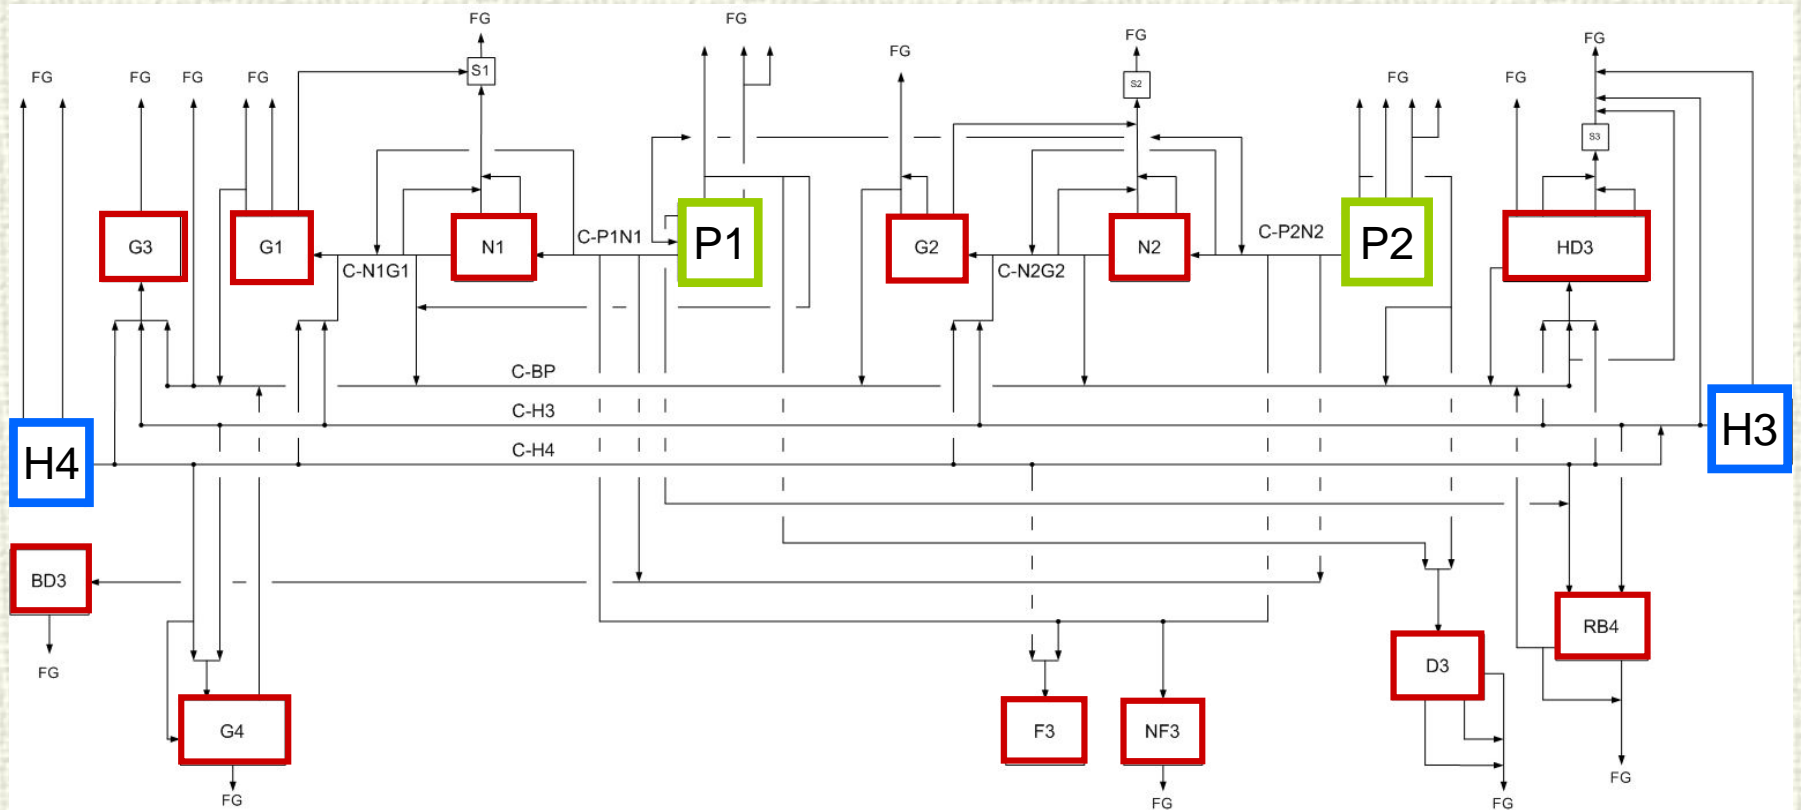 FG
FG
FG
FG
FG
FG
FG
FG
FG
FG
FG
S1
S2
S3
G3
G1
N1
C-P1N1
P1
G2
N2
C-P2N2
P2
HD3
C-N1G1
C-N2G2
C-BP
C-H3
C-H4
H4
H3
BD3
FG
RB4
D3
G4
F3
NF3
FG
FG
FG
FG